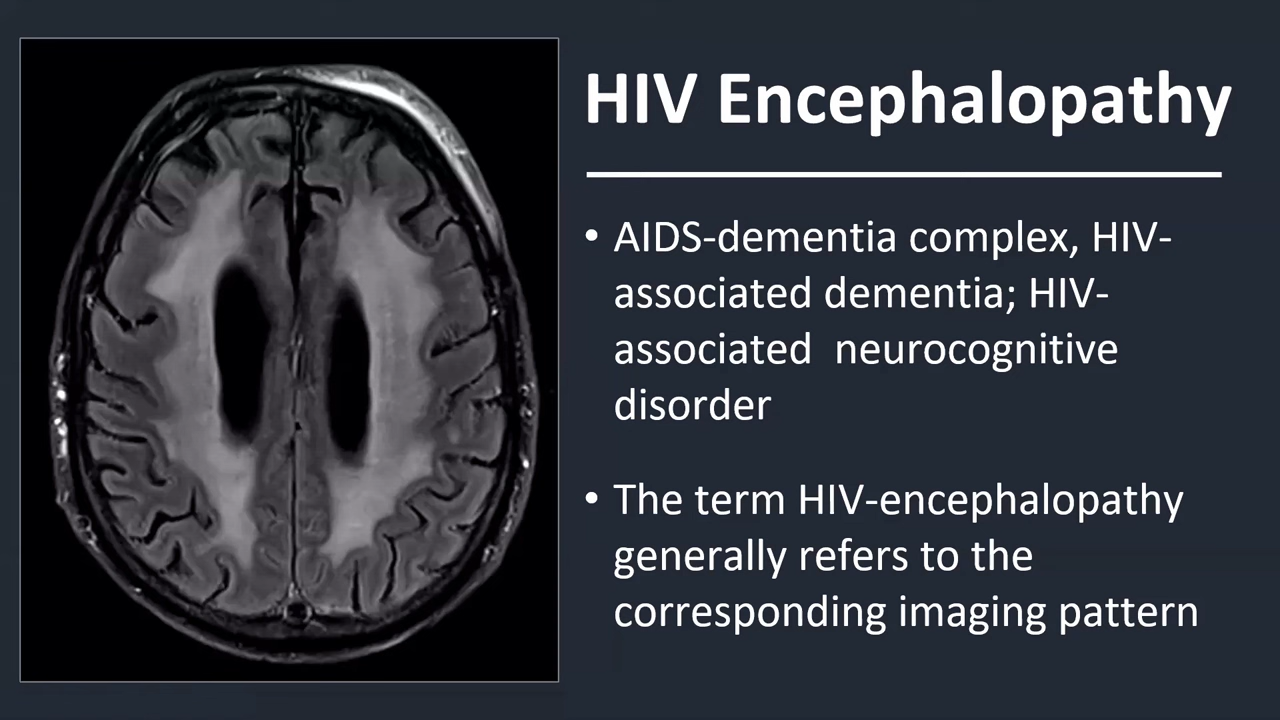 HIV Encephalopathy
• AIDS-dementia complex, HIV-
associated dementia; HIV-
associated neurocognitive
disorder
• The term HIV-encephalopathy
generally refers to the
corresponding imaging pattern